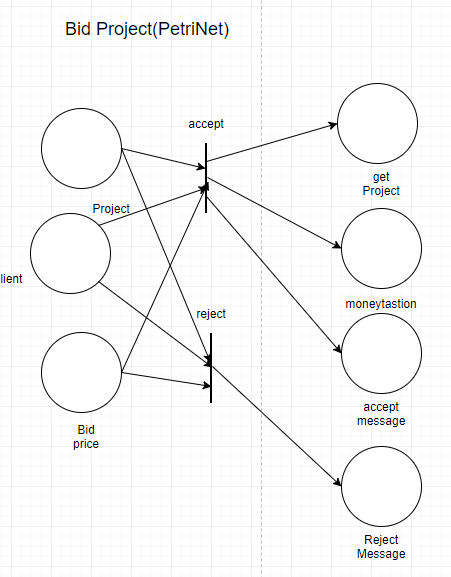 Bid Project(PetriNet)
accept
get
Project
Project
lient
moneytastion
reject
accept
message
Bid
price
Reject
Message